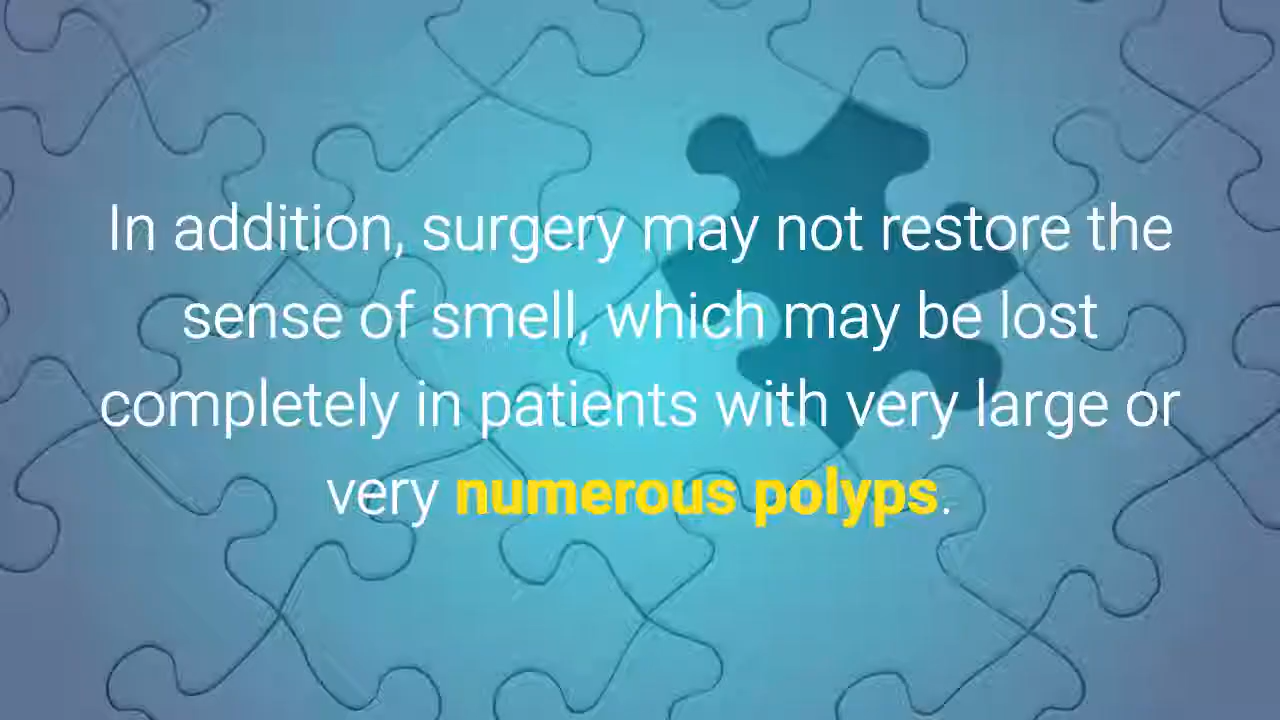 In addition, surgery may not restore the
sense of smell, which may be lost
completely in patients with very large or
very numerous polyps.